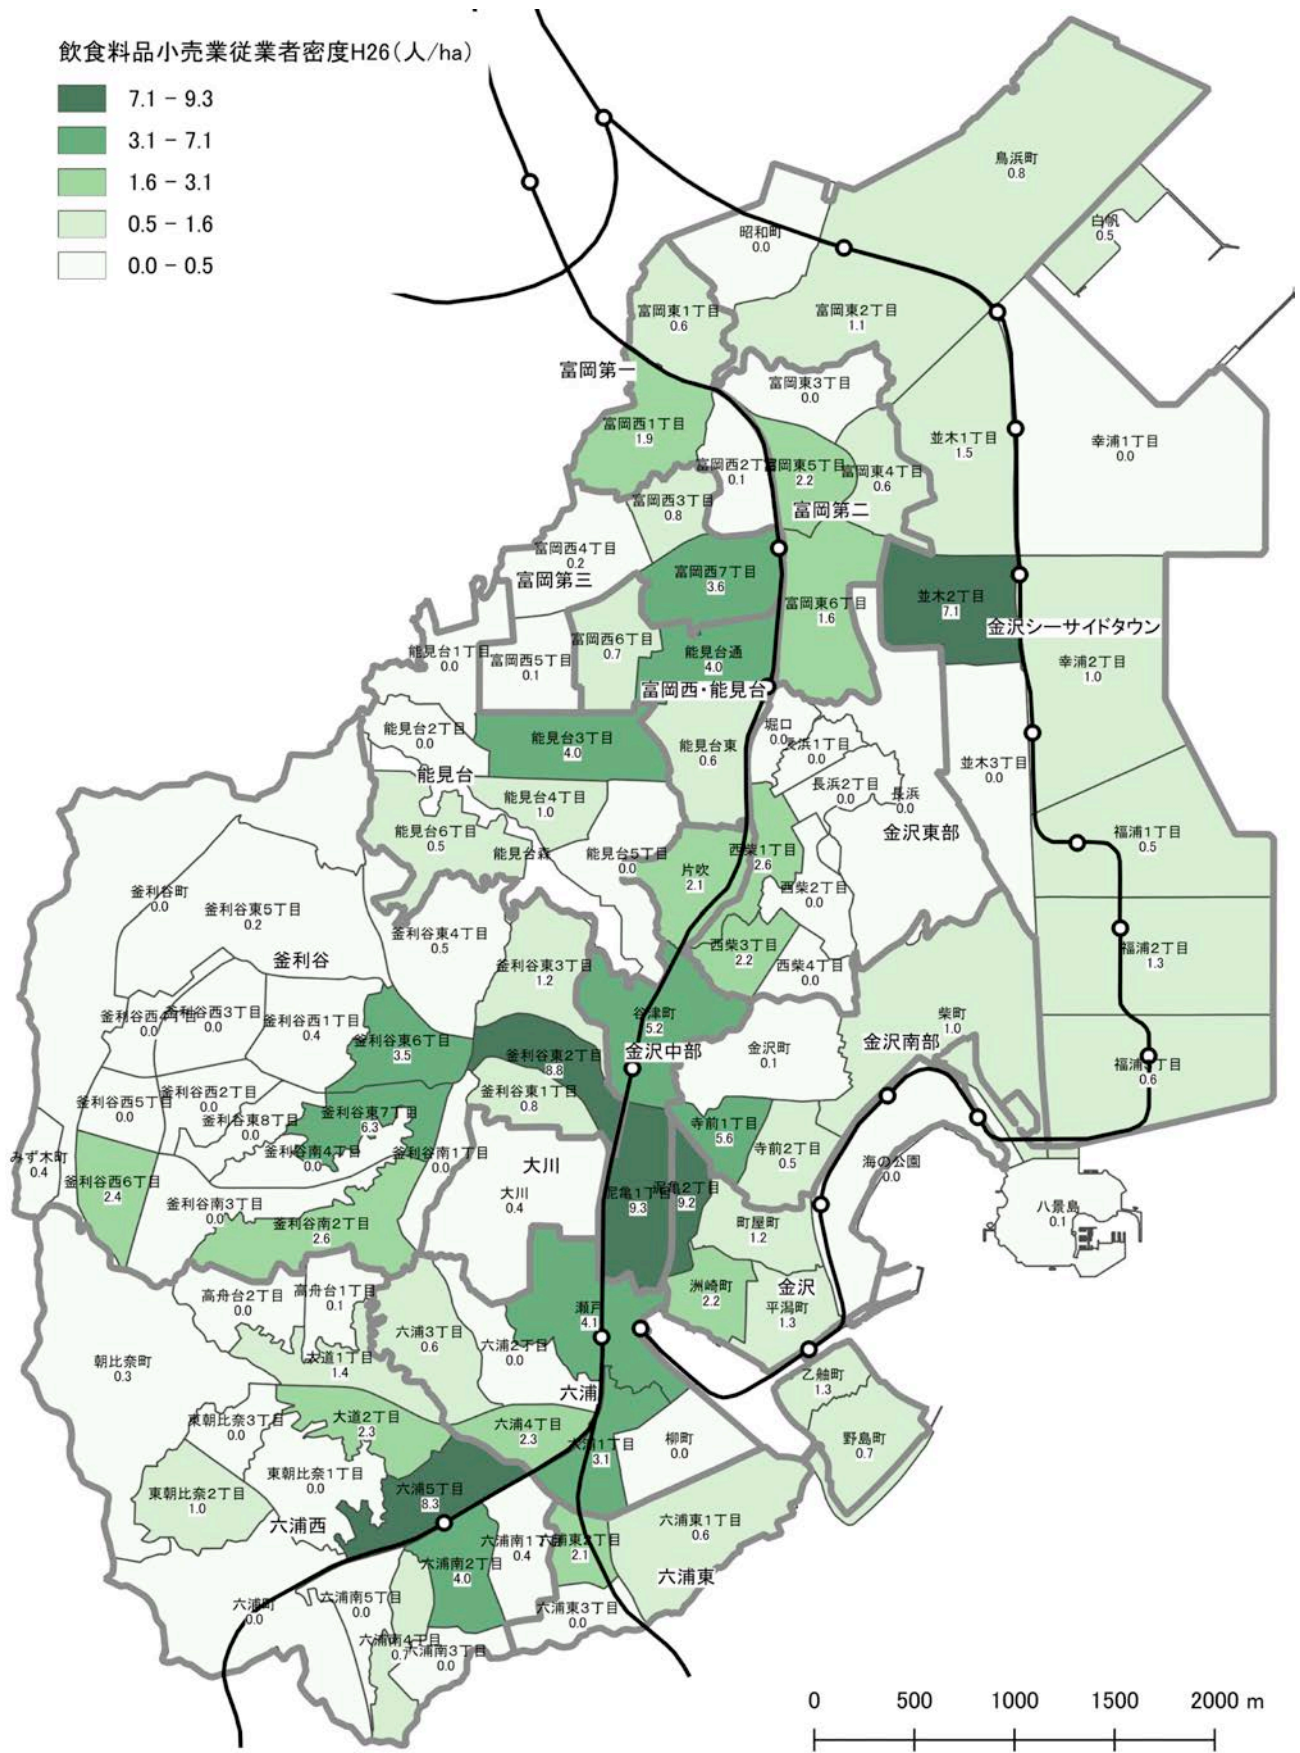 飲食料品小売業従業者密度H26(人/ha)
7.1 - 9.3
3.1 - 7.1
1.6 - 3.1
0.5 - 1.6
0.0 - 0.5
鳥浜町
0.8
白帆
0.5
昭和町
0.0
富岡東1丁目
0.6
富岡東2丁目
1.1
富岡第一
富岡東3丁目
0.0
富岡西1丁目
1.9
並木1丁目
1.5
幸浦1丁目
0.0
富岡西2丁目
0.1
富岡東5丁目
2.2
富岡東4丁目
0.6
富岡西3丁目
0.8
富岡第二
富岡西4丁目
0.2
富岡第三
富岡西7丁目
3.6
富岡東6丁目
1.6
並木2丁目
7.1
金沢シーサイドタウン
能見台1丁目
0.0
富岡西5丁目
0.1
富岡西6丁目
0.7
能見台通
4.0
幸浦2丁目
1.0
富岡西・能見台
能見台2丁目
0.0
能見台3丁目
4.0
能見台東
0.6
堀口
0.0
長浜1丁目
0.0
並木3丁目
0.0
能見台
能見台4丁目
1.0
長浜2丁目
0.0
長浜
0.0
能見台6丁目
0.5
能見台森
能見台5丁目
0.0
西柴1丁目
2.6
金沢東部
福浦1丁目
0.5
片吹
2.1
釜利谷町
0.0
釜利谷東5丁目
0.2
西柴2丁目
0.0
釜利谷東4丁目
0.5
釜利谷
釜利谷東3丁目
1.2
西柴3丁目
2.2
西柴4丁目
0.0
福浦2丁目
1.3
釜利谷西4丁目
0.0
釜利谷西3丁目
0.0
釜利谷西1丁目
0.4
谷津町
5.2
柴町
1.0
釜利谷東6丁目
3.5
釜利谷東2丁目
8.8
金沢中部
金沢町
0.1
金沢南部
福浦3丁目
0.6
釜利谷西5丁目
0.0
釜利谷西2丁目
0.0
釜利谷東1丁目
0.8
釜利谷東8丁目
0.0
釜利谷東7丁目
6.3
寺前1丁目
5.6
寺前2丁目
0.5
みず木町
0.4
釜利谷西6丁目
2.4
釜利谷南4丁目
0.0
釜利谷南1丁目
0.0
大川
大川
0.4
海の公園
0.0
釜利谷南3丁目
0.0
釜利谷南2丁目
2.6
泥亀1丁目
9.3
泥亀2丁目
9.2
町屋町
1.2
八景島
0.1
高舟台2丁目
0.0
高舟台1丁目
0.1
洲崎町
2.2
金沢
平潟町
1.3
瀬戸
4.1
六浦3丁目
0.6
六浦2丁目
0.0
朝比奈町
0.3
大道1丁目
1.4
六浦
乙舳町
1.3
東朝比奈3丁目
0.0
大道2丁目
2.3
六浦4丁目
2.3
六浦1丁目
3.1
柳町
0.0
野島町
0.7
東朝比奈1丁目
0.0
東朝比奈2丁目
1.0
六浦5丁目
8.3
六浦西
六浦南1丁目
0.4
六浦東2丁目
2.1
六浦東1丁目
0.6
六浦南2丁目
4.0
六浦東
六浦町
0.0
六浦南5丁目
0.0
六浦東3丁目
0.0
六浦南4丁目
0.7
六浦南3丁目
0.0
0 500 1000 1500 2000 m